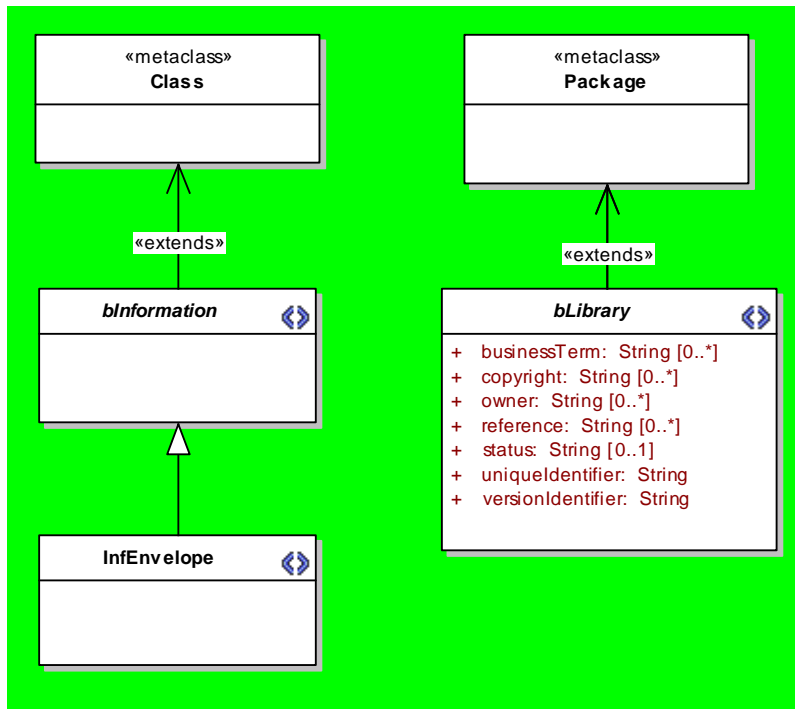 «metaclass»
Class
«extends»
bInformation
InfEnvelope
«metaclass»
Package
«extends»
bLibrary
+ businessTerm: String [0..*]
+ copyright: String [0..*]
+ owner: String [0..*]
+ reference: String [0..*]
+ status: String [0..1]
+ uniqueIdentifier: String
+ versionIdentifier: String